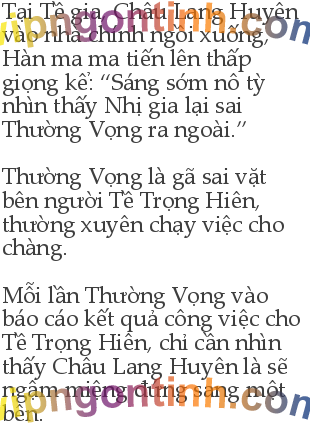 Tại Tề gia, Châu Lang Huyên
vào nhà chính ngồi xuống,
Hàn ma ma tiến lên thấp
giọng kể: “Sáng sớm nô tỳ
nhìn thấy Nhị gia lại sai
Thường Vọng ra ngoài.”
Thường Vọng là gã sai vặt
bên người Tề Trọng Hiên,
thường xuyên chạy việc cho
chàng.
Mỗi lần Thường Vọng vào
báo cáo kết quả công việc cho
Tề Trọng Hiên, chỉ cần nhìn
thấy Châu Lang Huyên là sẽ
ngậm miệng đứng sang một
bên.
wpngontinh.com
wpngontinh.com